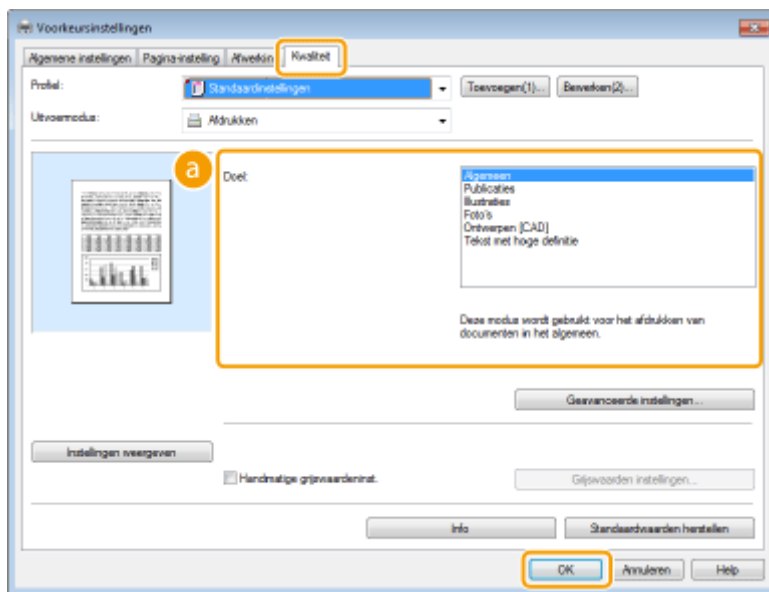 Voorkeursinstellingen
Algemene instellingen Pagina-instelling Afwerking Kwaliteit
Profiel: Standaardinstellingen Toevoegen(1)... Bewerken(2)...
Uitvoermodus: Afdrukken
a
Doel:
Algemeen
Publicaties
Illustraties
Foto's
Ontwerpen [CAD]
Tekst met hoge definitie
Deze modus wordt gebruikt voor het afdrukken van
documenten in het algemeen.
Geavanceerde instellingen...
Instellingen weergeven
Handmatige grijswaardeninst. Grijswaarden instellingen...
Info Standaardwaarden herstellen
OK Annuleren Help